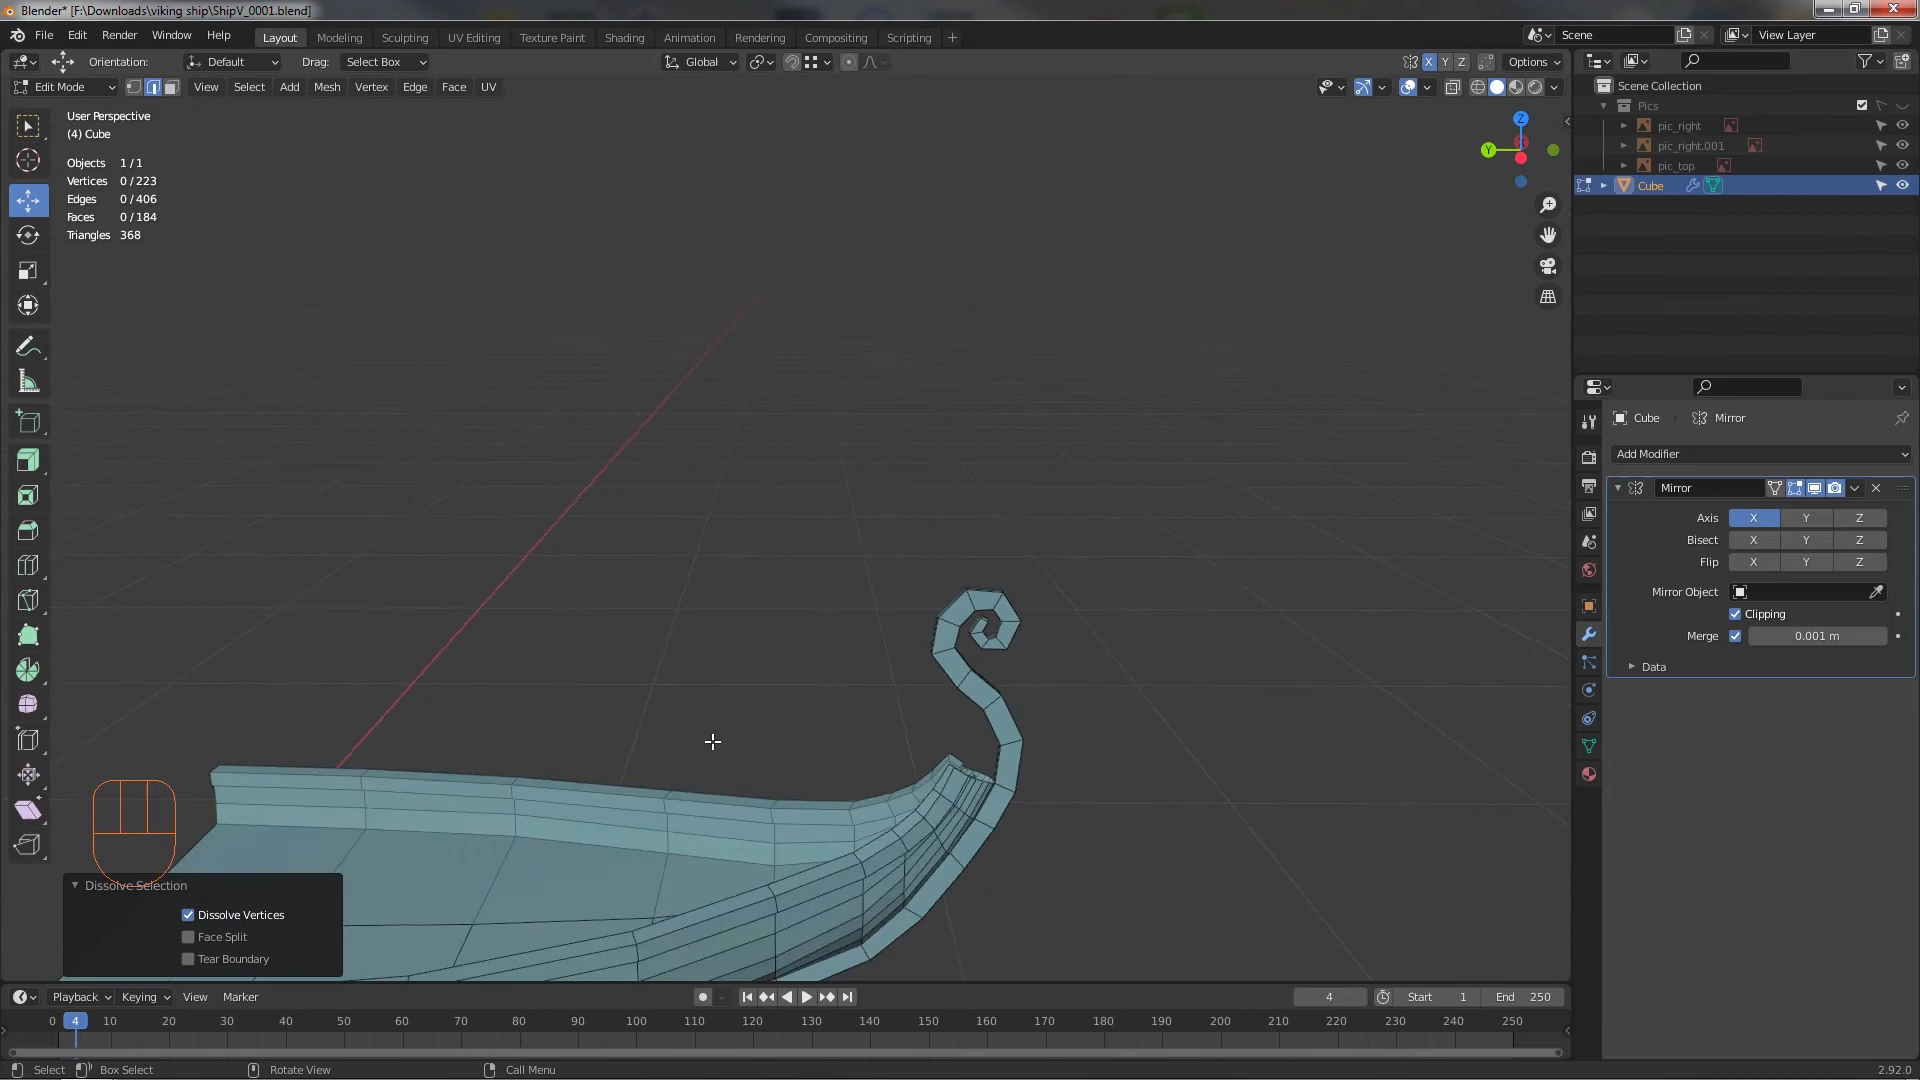 Blender* [F:\Downloads\viking ship\ShipV_0001.blend]
File Edit Render Window Help Layout Modeling Sculpting UV Editing Texture Paint Shading Animation Rendering Compositing Scripting + Scene View Layer
Orientation: Default Drag: Select Box Global X Y Z Options
Edit Mode View Select Add Mesh Vertex Edge Face UV
Scene Collection
Pics
pic_right
pic_right.001
pic_top
Cube
User Perspective
(4) Cube
Objects 1/1
Vertices 0/223
Edges 0/406
Faces 0/184
Triangles 368
Z
Y
Cube Mirror
Add Modifier
Mirror
Axis X Y Z
Bisect X Y Z
Flip X Y Z
Mirror Object
Clipping
Merge 0.001 m
Data
Dissolve Selection
Dissolve Vertices
Face Split
Tear Boundary
Playback Keying View Marker 4 Start 1 End 250
0 4 10 20 30 40 50 60 70 80 90 100 110 120 130 140 150 160 170 180 190 200 210 220 230 240 250
Select Box Select Rotate View Call Menu 2.92.0